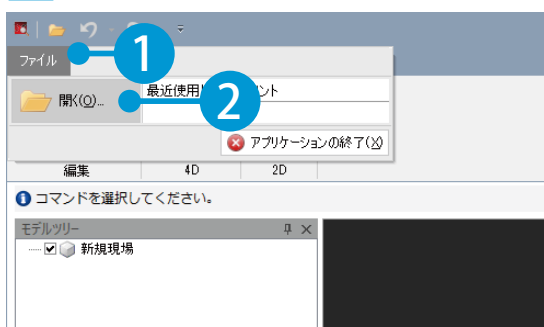 1
ファイル
2
開く(O)...
最近使用
ント
アプリケーションの終了(X)
編集 4D 2D
コマンドを選択してください。
モデルツリー
新規現場